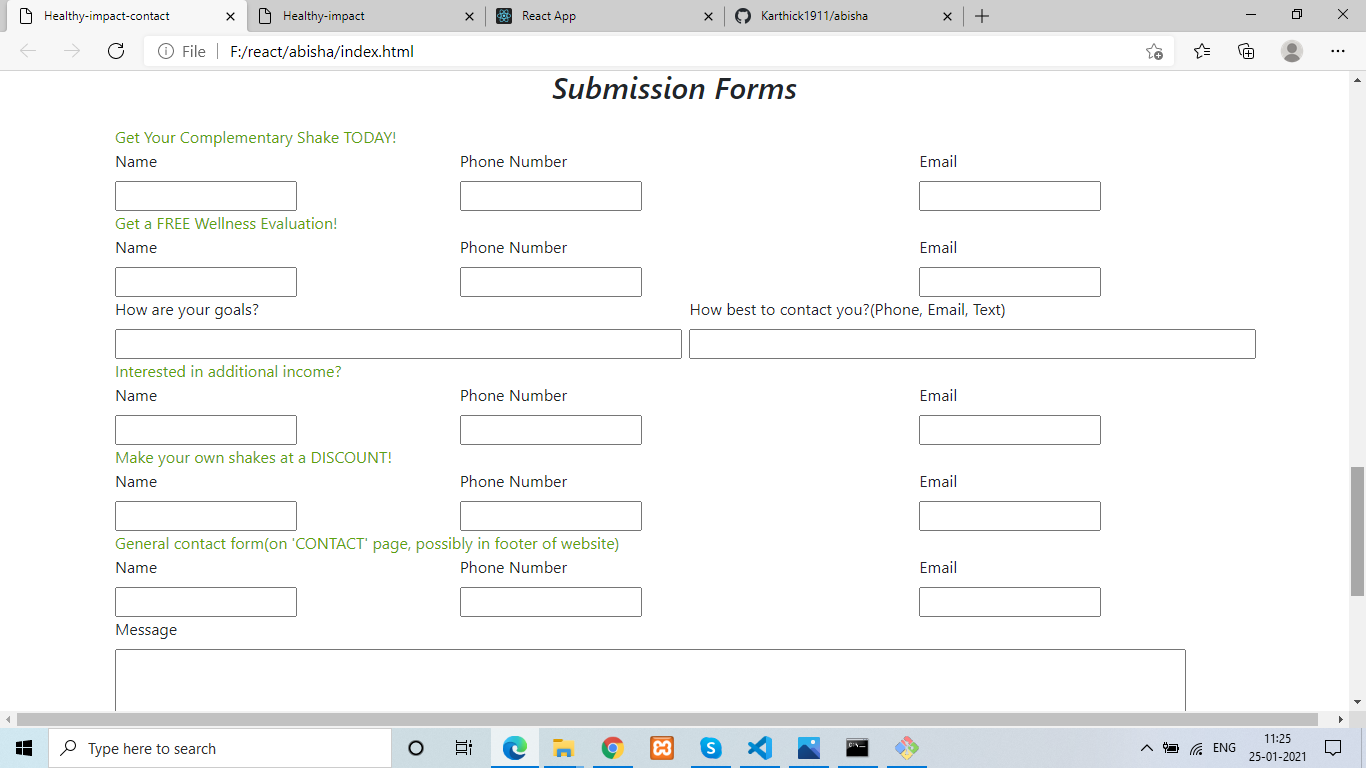 Healthy-impact-contact
Healthy-impact
React App
Karthick1911/abisha
File
F:/react/abisha/index.html
Submission Forms
Get Your Complementary Shake TODAY!
Name Phone Number Email
Get a FREE Wellness Evaluation!
Name Phone Number Email
How are your goals? How best to contact you?(Phone, Email, Text)
Interested in additional income?
Name Phone Number Email
Make your own shakes at a DISCOUNT!
Name Phone Number Email
General contact form(on 'CONTACT' page, possibly in footer of website)
Name Phone Number Email
Message
Type here to search
ENG
11:25
25-01-2021